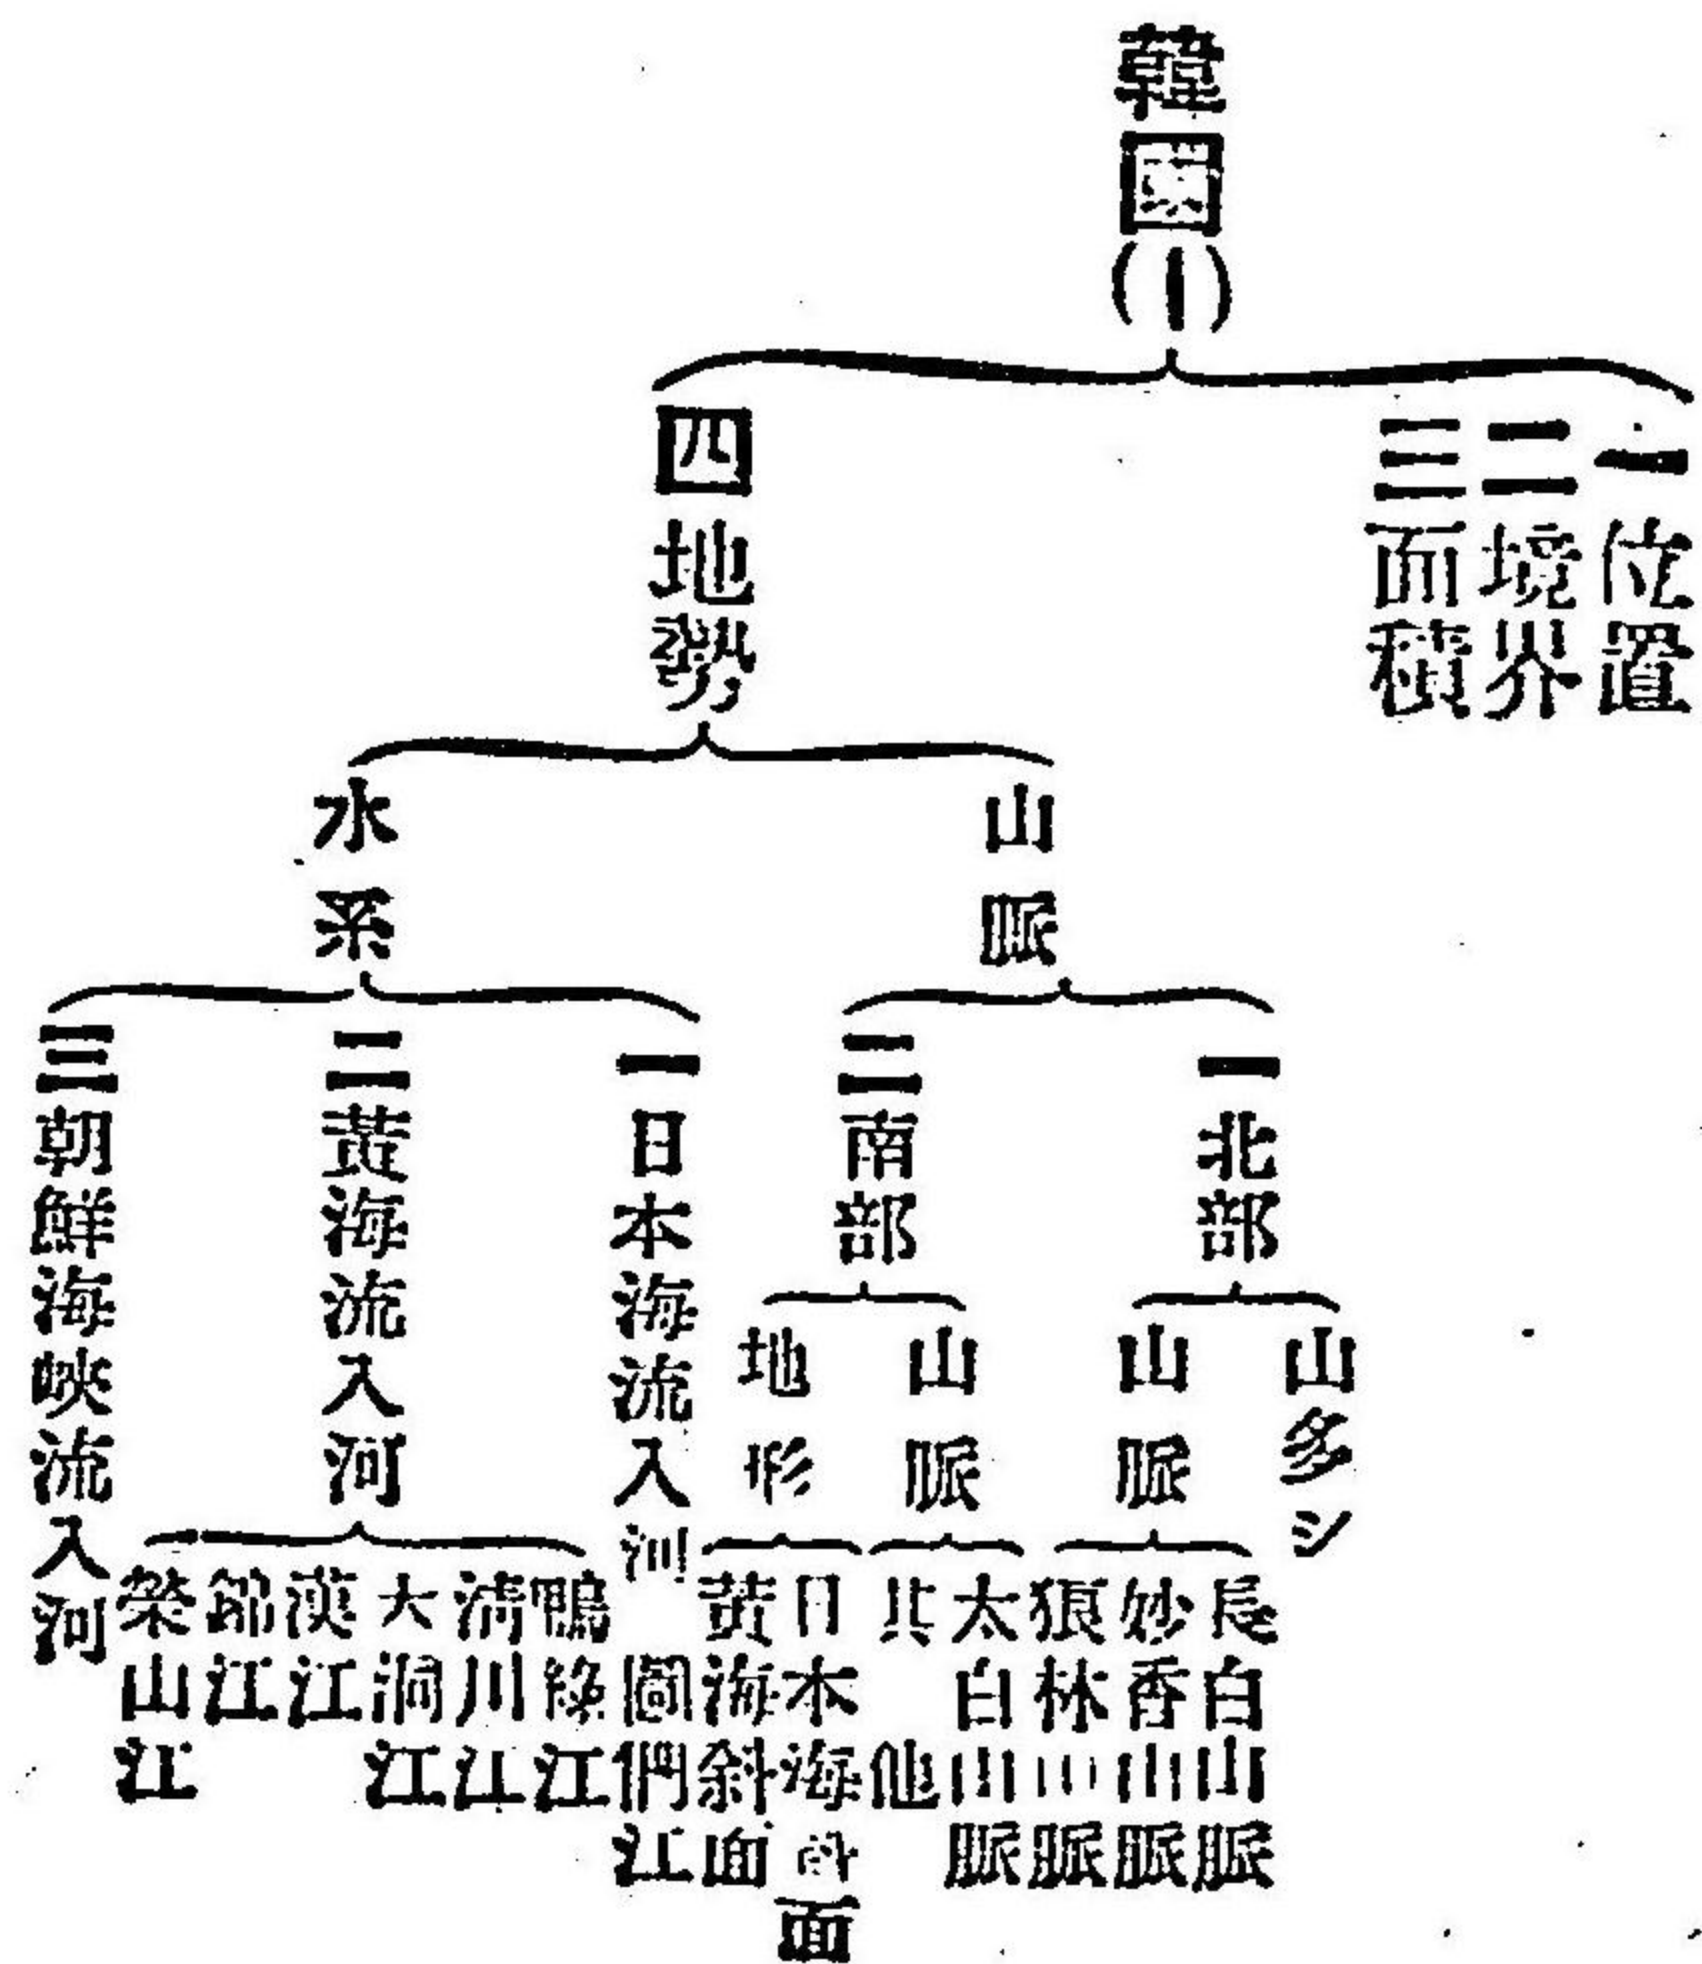 韓國(一)
一位置
二境界
三面積
四地勢
山脈
一北部
山多シ
山脈
長白山脈
妙香山脈
狼林山脈
二南部
山脈
太白山脈
其他
地形
日本海斜面
黃海斜面
水系
一日本海流入河
圖們江
二黃海流入河
鴨綠江
清川江
大洞江
漢江
錦江
榮山江
三朝鮮海峽流入河